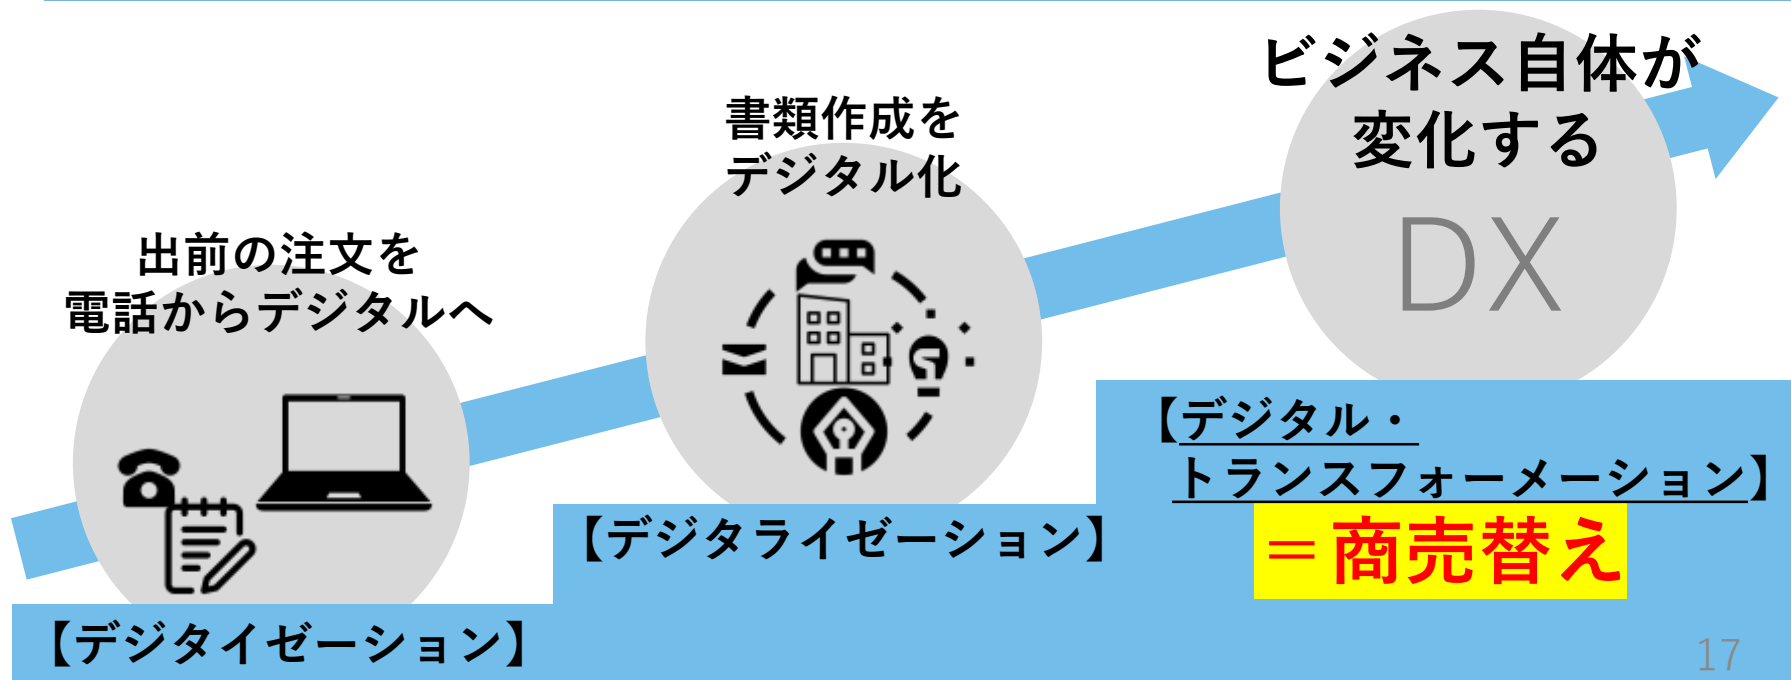 出前の注文を
電話からデジタルへ
【デジタイゼーション】
書類作成を
デジタル化
【デジタライゼーション】
ビジネス自体が
変化する
DX
【デジタル・
トランスフォーメーション】
＝商売替え
17